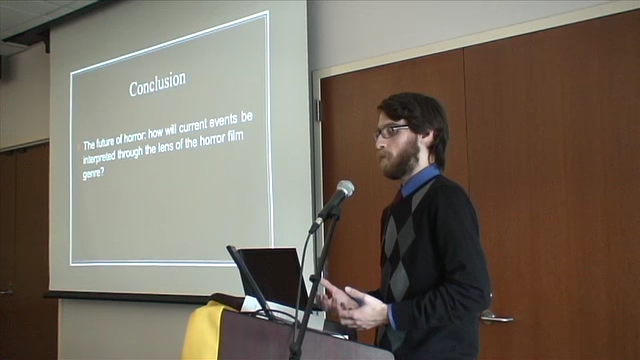 Conclusion
The future of horror: how will current events be
interpreted through the lens of the horror film
genre?